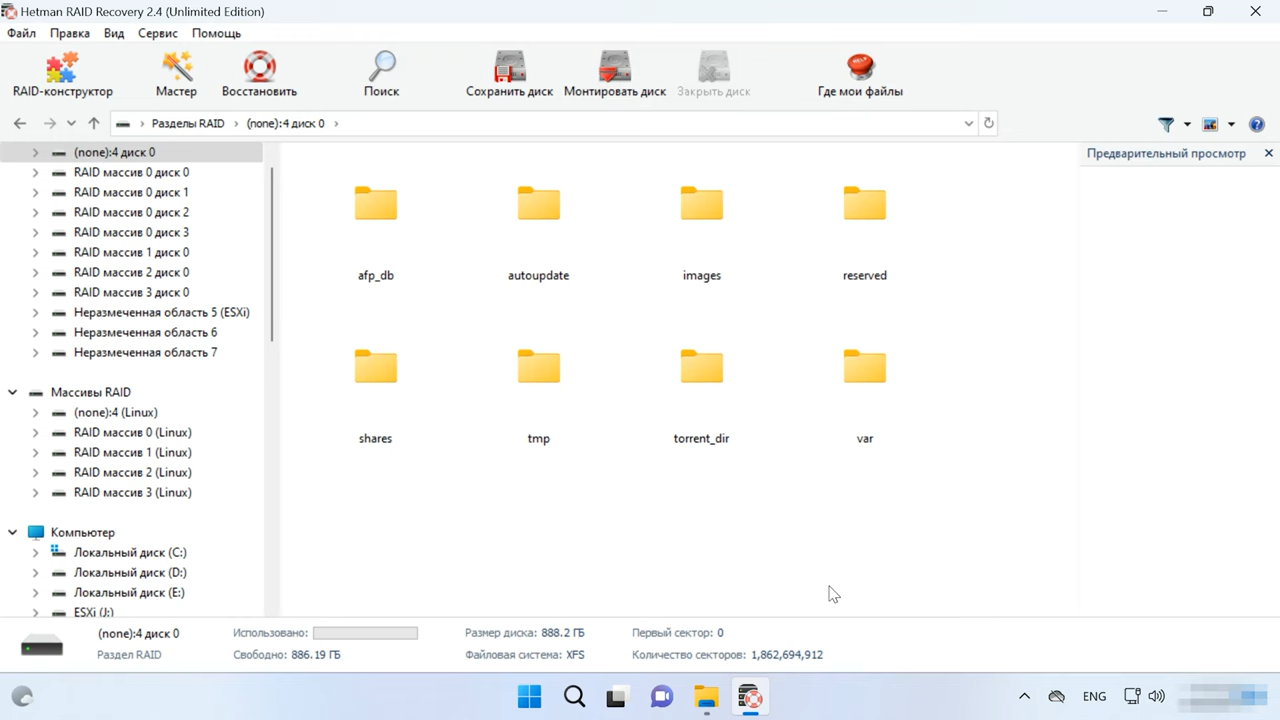 Hetman RAID Recovery 2.4 (Unlimited Edition)
Файл Правка Вид Сервис Помощь
RAID-конструктор Мастер Восстановить Поиск Сохранить диск Монтировать диск Закрыть диск HELP Где мои файлы
Разделы RAID (none):4 диск 0
Предварительный просмотр
(none):4 диск 0
RAID массив 0 диск 0
RAID массив 0 диск 1
RAID массив 0 диск 2
RAID массив 0 диск 3
RAID массив 1 диск 0
RAID массив 2 диск 0
RAID массив 3 диск 0
Неразмеченная область 5 (ESXi)
Неразмеченная область 6
Неразмеченная область 7
Массивы RAID
(none):4 (Linux)
RAID массив 0 (Linux)
RAID массив 1 (Linux)
RAID массив 2 (Linux)
RAID массив 3 (Linux)
Компьютер
Локальный диск (C:)
Локальный диск (D:)
Локальный диск (E:)
ESXi (J:)
afp_db autoupdate images reserved
shares tmp torrent_dir var
(none):4 диск 0 Использовано: Размер диска: 888.2 ГБ Первый сектор: 0
Раздел RAID Свободно: 886.19 ГБ Файловая система: XFS Количество секторов: 1,862,694,912
ENG